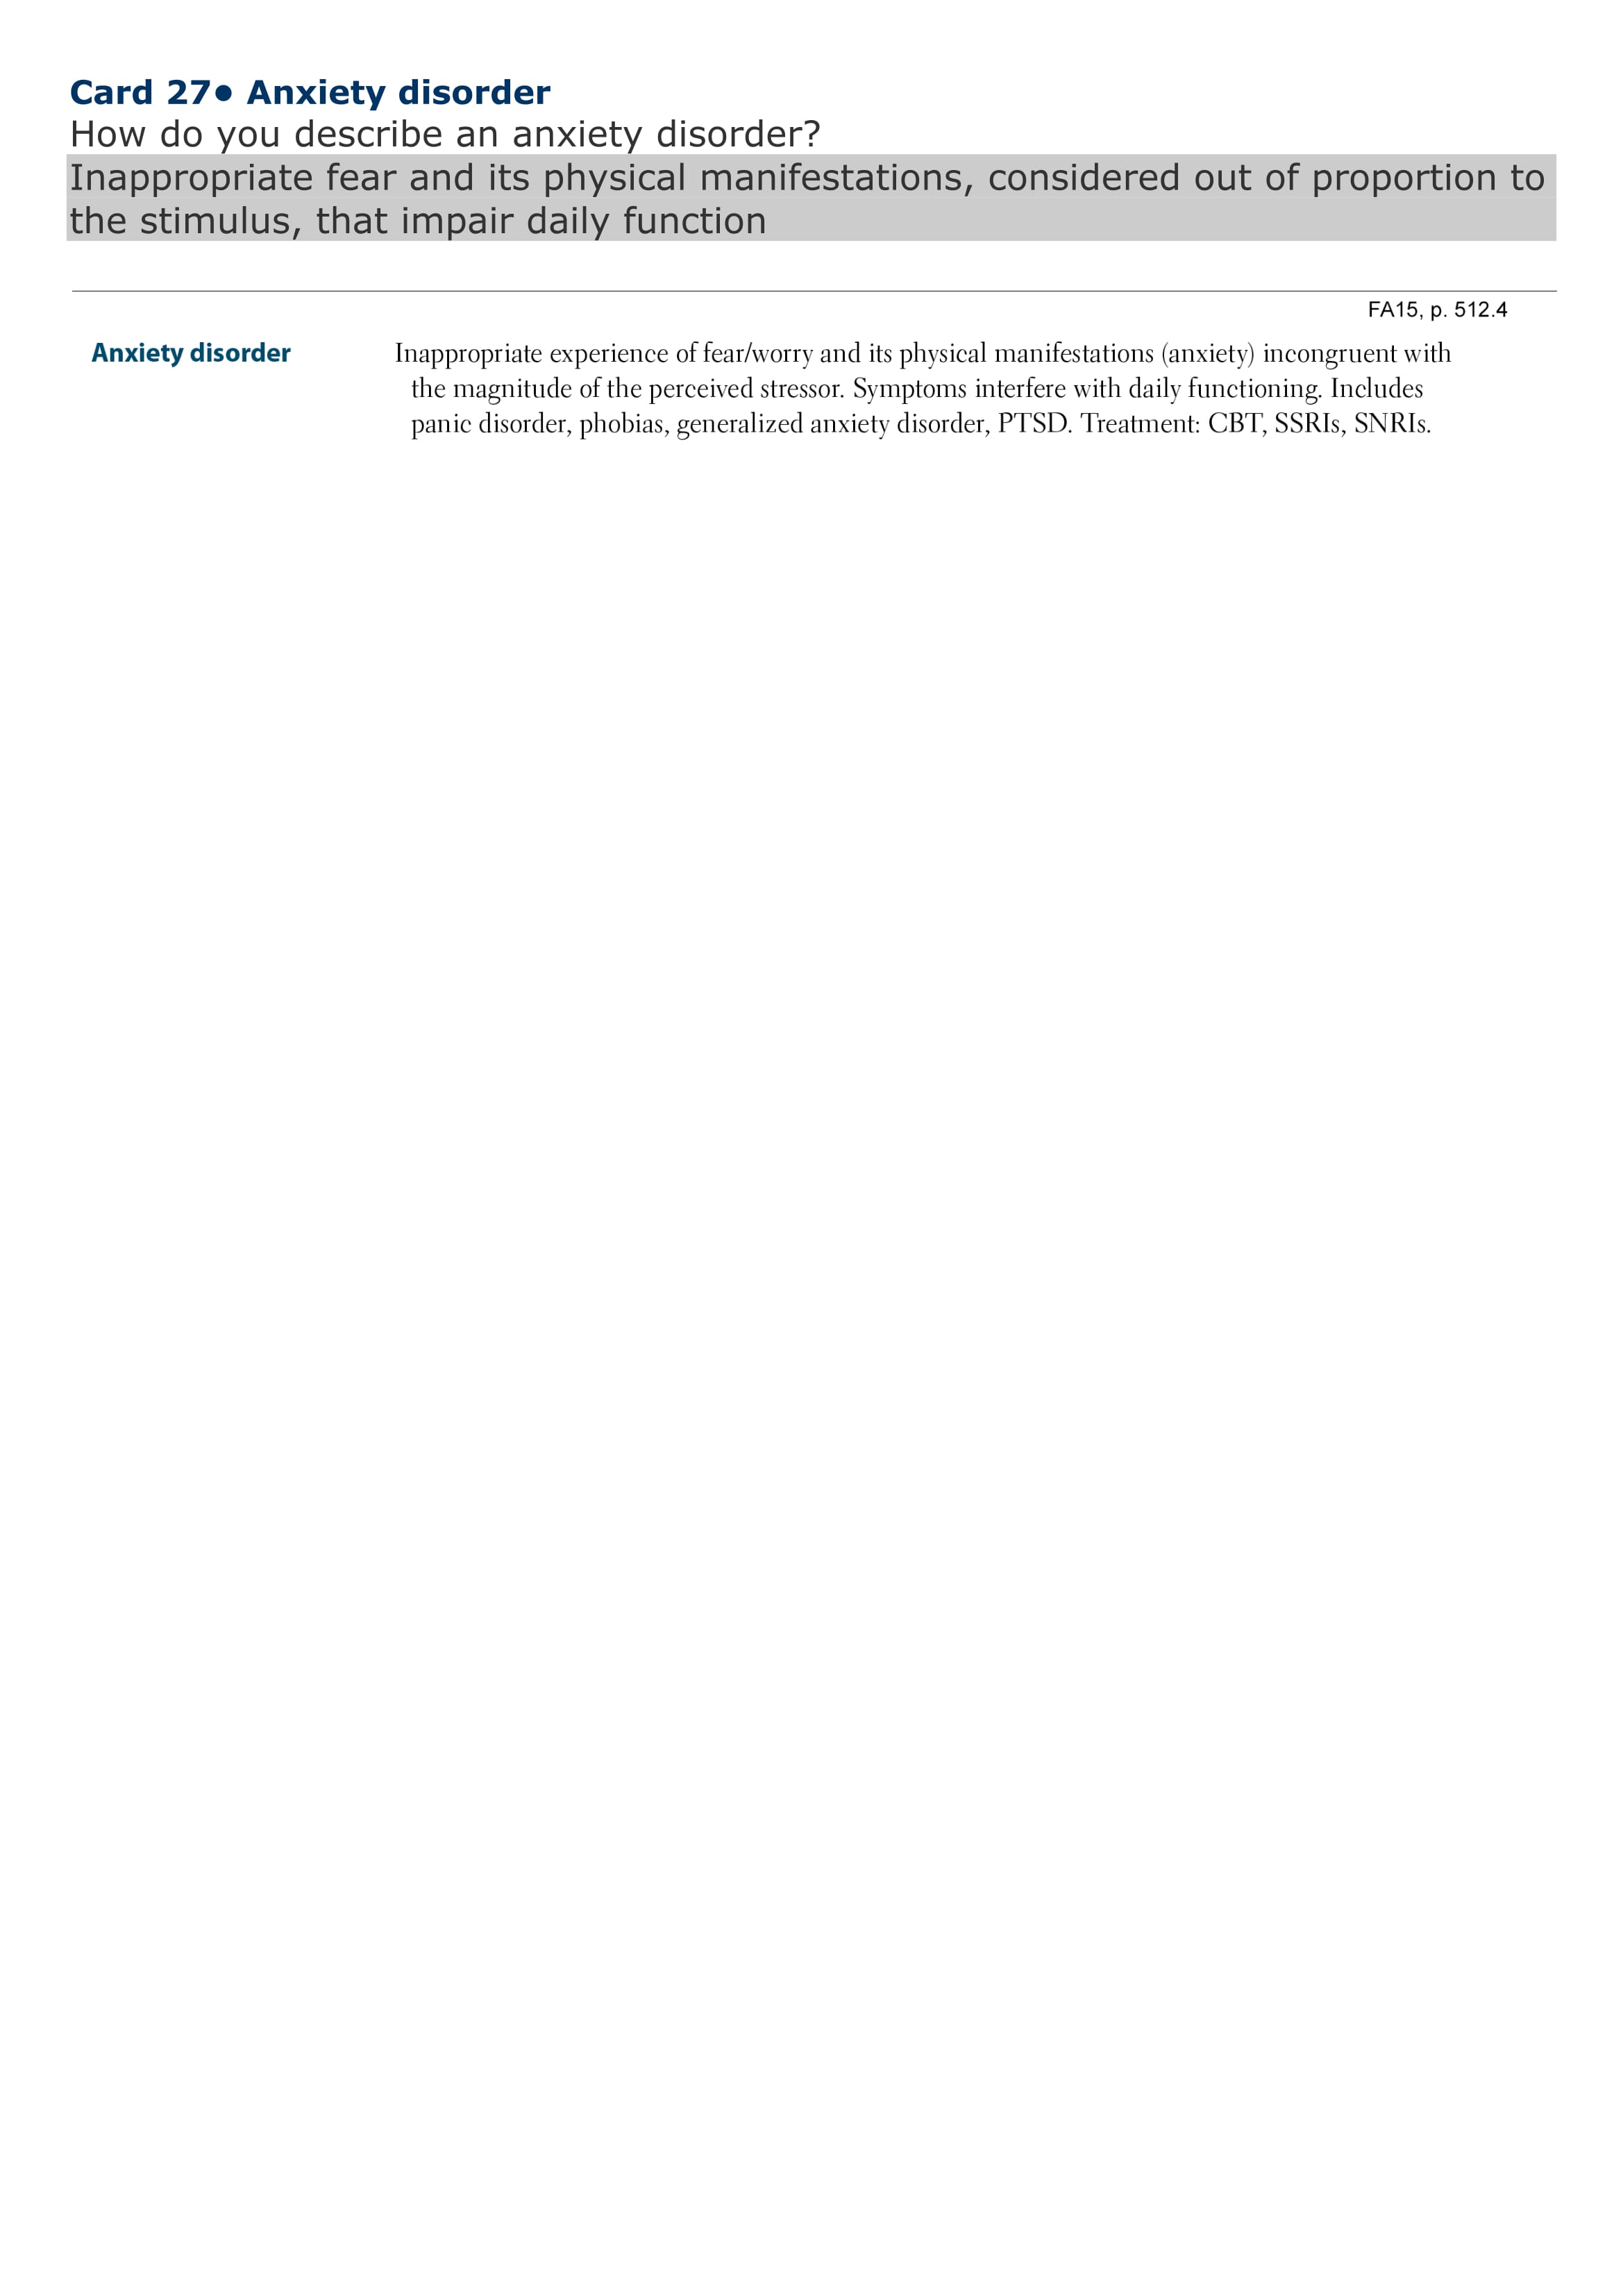 Card 27● Anxiety disorder
How do you describe an anxiety disorder?
Inappropriate fear and its physical manifestations, considered out of proportion to
the stimulus, that impair daily function
FA15, p. 512.4
Anxiety disorder
Inappropriate experience of fear/worry and its physical manifestations (anxiety) incongruent with
the magnitude of the perceived stressor. Symptoms interfere with daily functioning. Includes
panic disorder, phobias, generalized anxiety disorder, PTSD. Treatment: CBT, SSRIs, SNRIs.